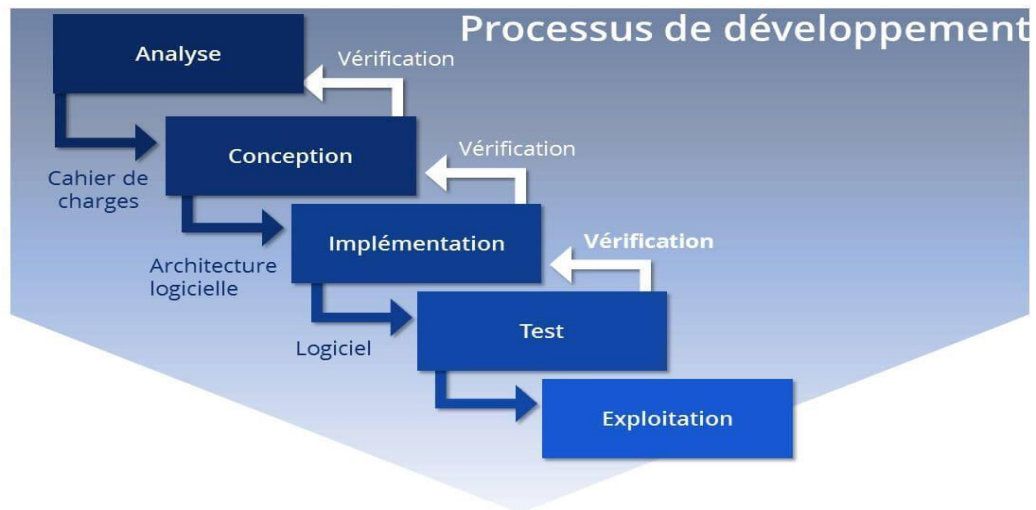 Processus de développement
Analyse
Vérification
Cahier de
charges
Conception
Vérification
Architecture
logicielle
Implémentation
Vérification
Logiciel
Test
Exploitation